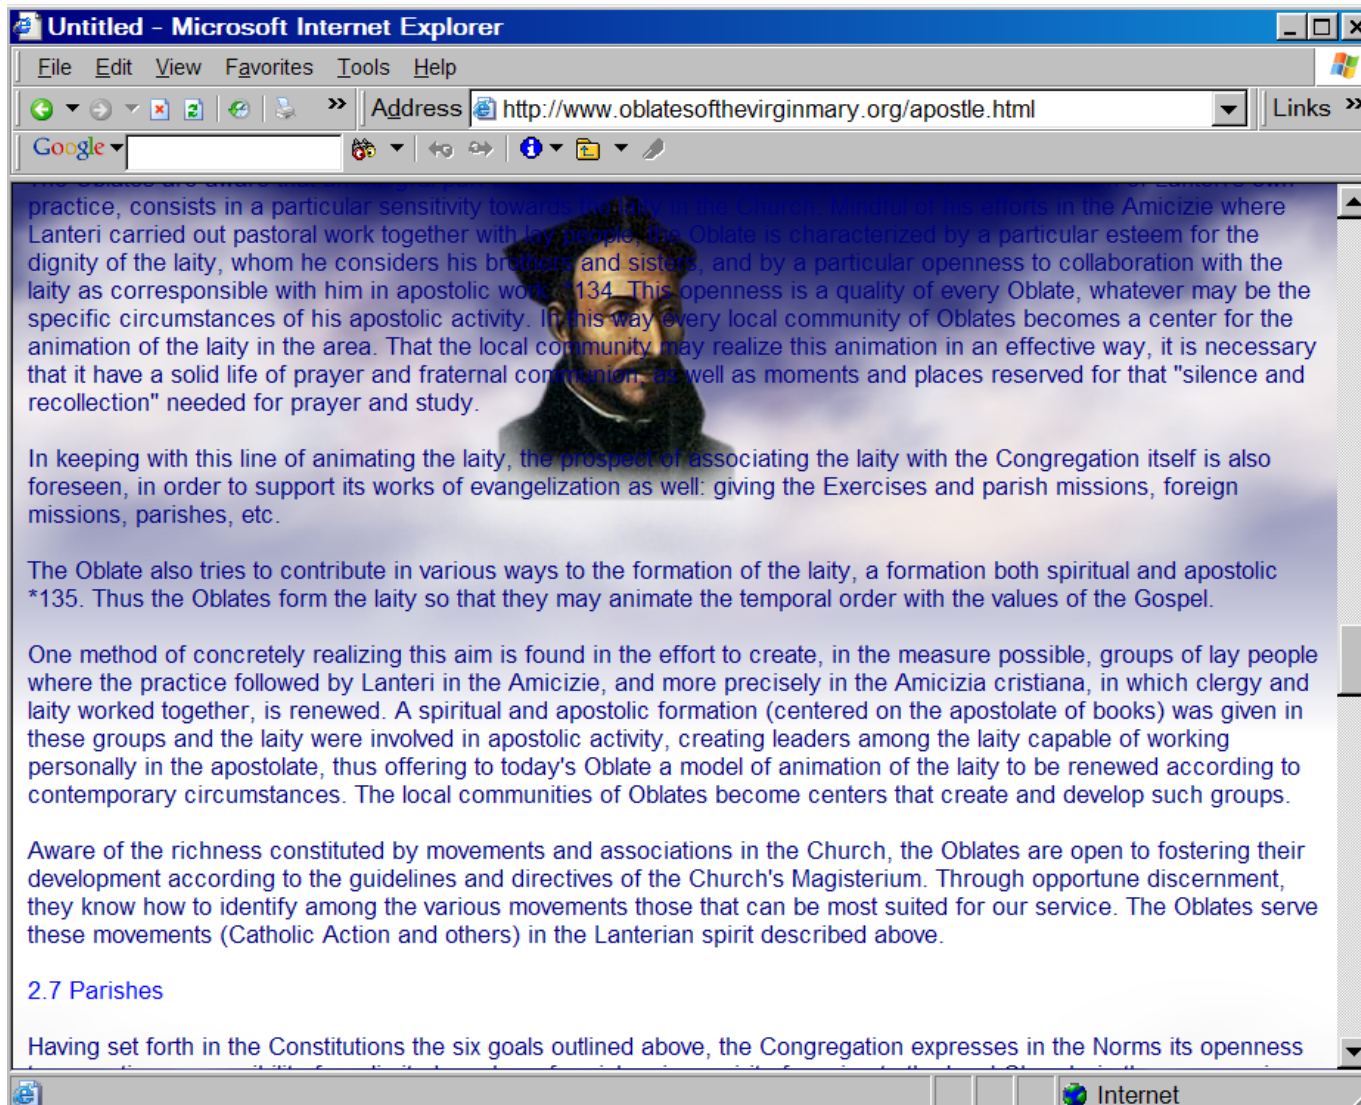 Untitled - Microsoft Internet Explorer
File Edit View Favorites Tools Help
Address http://www.oblatesofthevirginmary.org/apostle.html Links
Google
The Oblates are aware that an integral part of Lanteri's own
practice, consists in a particular sensitivity towards the laity in the Church. Mindful of his efforts in the Amicizie where
Lanteri carried out pastoral work together with lay people, the Oblate is characterized by a particular esteem for the
dignity of the laity, whom he considers his brothers and sisters, and by a particular openness to collaboration with the
laity as corresponsible with him in apostolic work *134. This openness is a quality of every Oblate, whatever may be the
specific circumstances of his apostolic activity. In this way every local community of Oblates becomes a center for the
animation of the laity in the area. That the local community may realize this animation in an effective way, it is necessary
that it have a solid life of prayer and fraternal communion, as well as moments and places reserved for that "silence and
recollection" needed for prayer and study.
In keeping with this line of animating the laity, the prospect of associating the laity with the Congregation itself is also
foreseen, in order to support its works of evangelization as well: giving the Exercises and parish missions, foreign
missions, parishes, etc.
The Oblate also tries to contribute in various ways to the formation of the laity, a formation both spiritual and apostolic
*135. Thus the Oblates form the laity so that they may animate the temporal order with the values of the Gospel.
One method of concretely realizing this aim is found in the effort to create, in the measure possible, groups of lay people
where the practice followed by Lanteri in the Amicizie, and more precisely in the Amicizia cristiana, in which clergy and
laity worked together, is renewed. A spiritual and apostolic formation (centered on the apostolate of books) was given in
these groups and the laity were involved in apostolic activity, creating leaders among the laity capable of working
personally in the apostolate, thus offering to today's Oblate a model of animation of the laity to be renewed according to
contemporary circumstances. The local communities of Oblates become centers that create and develop such groups.
Aware of the richness constituted by movements and associations in the Church, the Oblates are open to fostering their
development according to the guidelines and directives of the Church's Magisterium. Through opportune discernment,
they know how to identify among the various movements those that can be most suited for our service. The Oblates serve
these movements (Catholic Action and others) in the Lanterian spirit described above.
2.7 Parishes
Having set forth in the Constitutions the six goals outlined above, the Congregation expresses in the Norms its openness
Internet